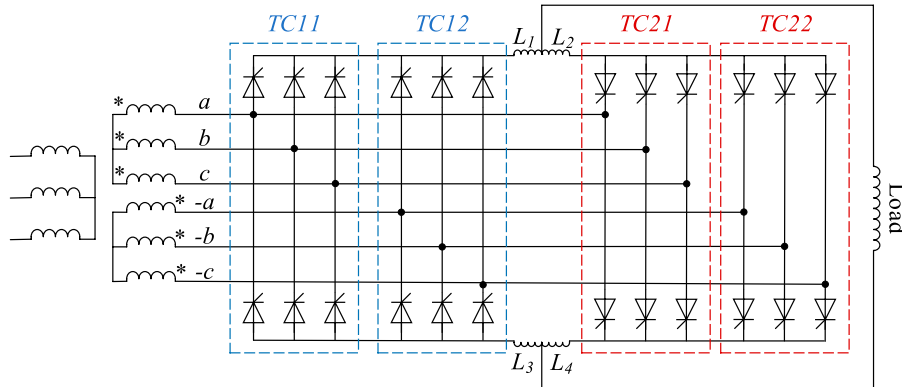 TC11
TC12
TC21
TC22
L1 L2
* a
* b
* c
* -a
* -b
* -c
L3 L4
Load